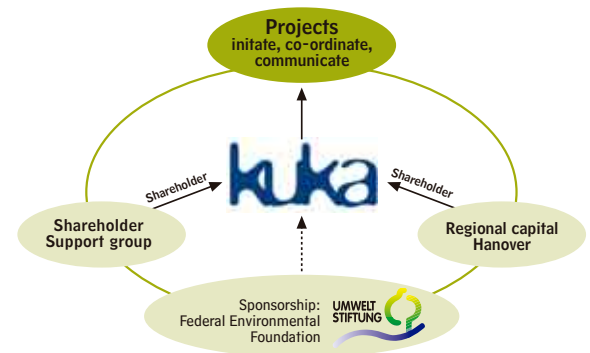 Projects
initate, co-ordinate,
communicate
kuka
Shareholder
Shareholder
Shareholder
Support group
Regional capital
Hanover
Sponsorship:
Federal Environmental
Foundation
UMWELT
STIFTUNG